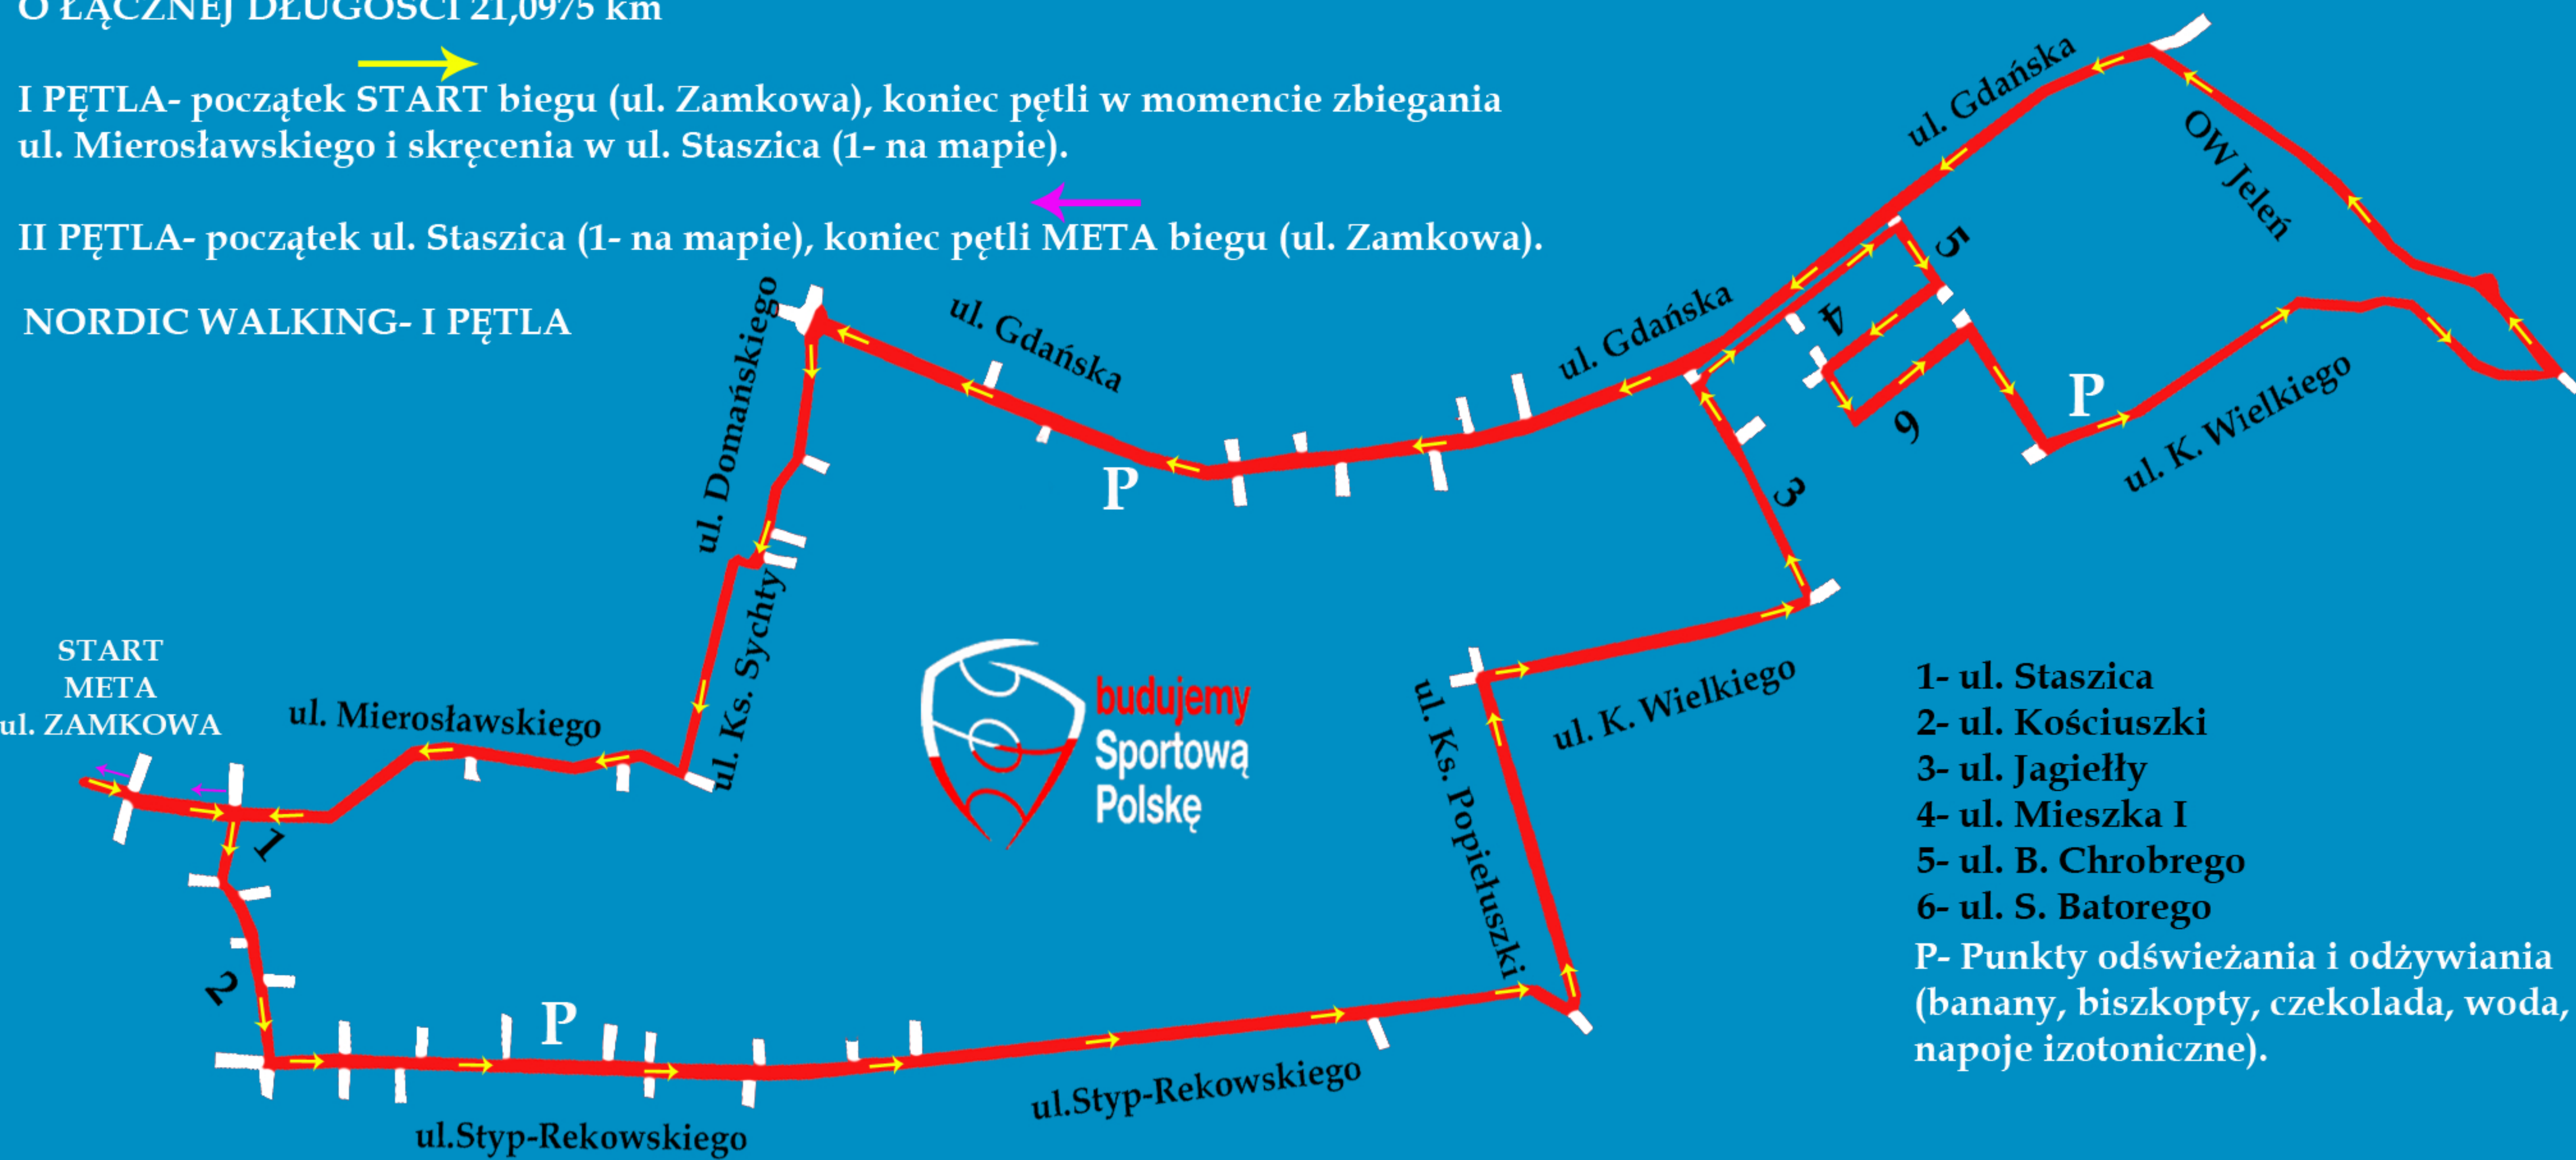 O ŁĄCZNEJ DŁUGOŚCI 21,0975 km
I PĘTLA- początek START biegu (ul. Zamkowa), koniec pętli w momencie zbiegania
ul. Mierosławskiego i skręcenia w ul. Staszica (1- na mapie).
II PĘTLA- początek ul. Staszica (1- na mapie), koniec pętli META biegu (ul. Zamkowa).
NORDIC WALKING- I PĘTLA
ul. Gdańska
OW Jeleń
5
4
6
P
ul. K. Wielkiego
ul. Gdańska
3
ul. Gdańska
P
ul. Domańskiego
ul. Ks. Sychty
START
META
ul. ZAMKOWA
ul. Mierosławskiego
1
2
P
ul.Styp-Rekowskiego
ul.Styp-Rekowskiego
ul. Ks. Popiełuszki
ul. K. Wielkiego
budujemy
Sportową
Polskę
1- ul. Staszica
2- ul. Kościuszki
3- ul. Jagiełły
4- ul. Mieszka I
5- ul. B. Chrobrego
6- ul. S. Batorego
P- Punkty odświeżania i odżywiania
(banany, biszkopty, czekolada, woda,
napoje izotoniczne).